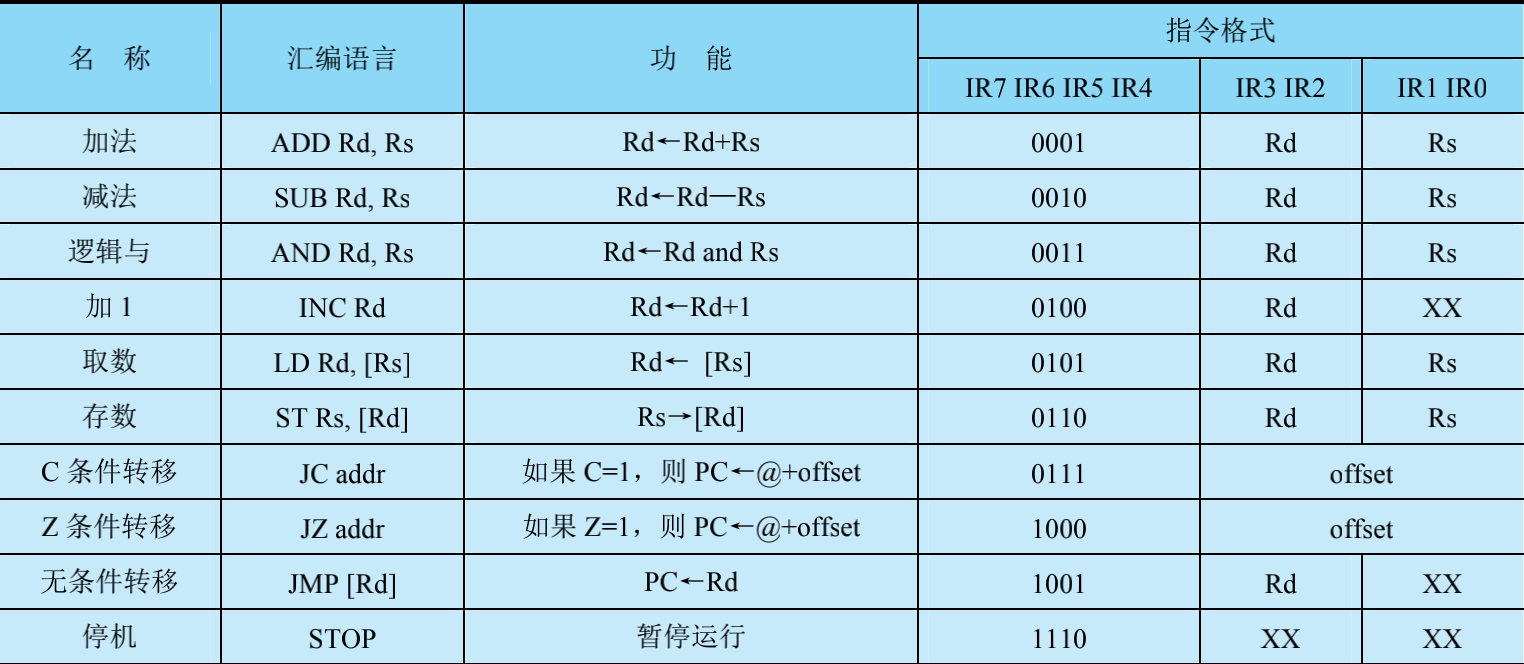 名 称 汇编语言 功 能 指令格式
IR7 IR6 IR5 IR4 IR3 IR2 IR1 IR0
加法 ADD Rd, Rs Rd←Rd+Rs 0001 Rd Rs
减法 SUB Rd, Rs Rd←Rd—Rs 0010 Rd Rs
逻辑与 AND Rd, Rs Rd←Rd and Rs 0011 Rd Rs
加 1 INC Rd Rd←Rd+1 0100 Rd XX
取数 LD Rd, [Rs] Rd← [Rs] 0101 Rd Rs
存数 ST Rs, [Rd] Rs→[Rd] 0110 Rd Rs
C 条件转移 JC addr 如果 C=1，则 PC←@+offset 0111 offset
Z 条件转移 JZ addr 如果 Z=1，则 PC←@+offset 1000 offset
无条件转移 JMP [Rd] PC←Rd 1001 Rd XX
停机 STOP 暂停运行 1110 XX XX